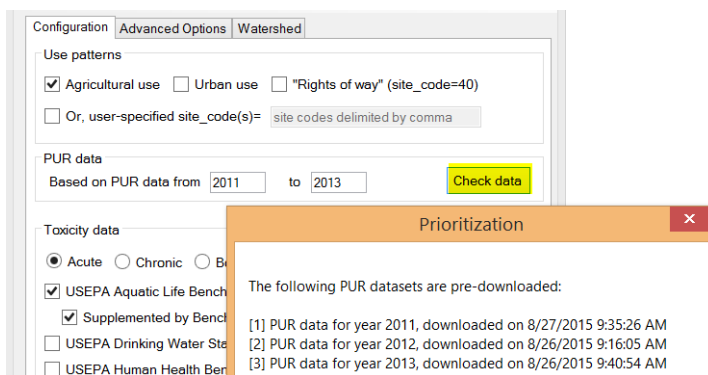 Configuration Advanced Options Watershed
Use patterns
Agricultural use Urban use "Rights of way" (site_code=40)
Or, user-specified site_code(s)= site codes delimited by comma
PUR data
Based on PUR data from 2011 to 2013 Check data
Toxicity data
Acute Chronic
USEPA Aquatic Life
Supplemented by
USEPA Drinking Water
USEPA Human Health
Prioritization
The following PUR datasets are pre-downloaded:
[1] PUR data for year 2011, downloaded on 8/27/2015 9:35:26 AM
[2] PUR data for year 2012, downloaded on 8/26/2015 9:16:05 AM
[3] PUR data for year 2013, downloaded on 8/26/2015 9:40:54 AM